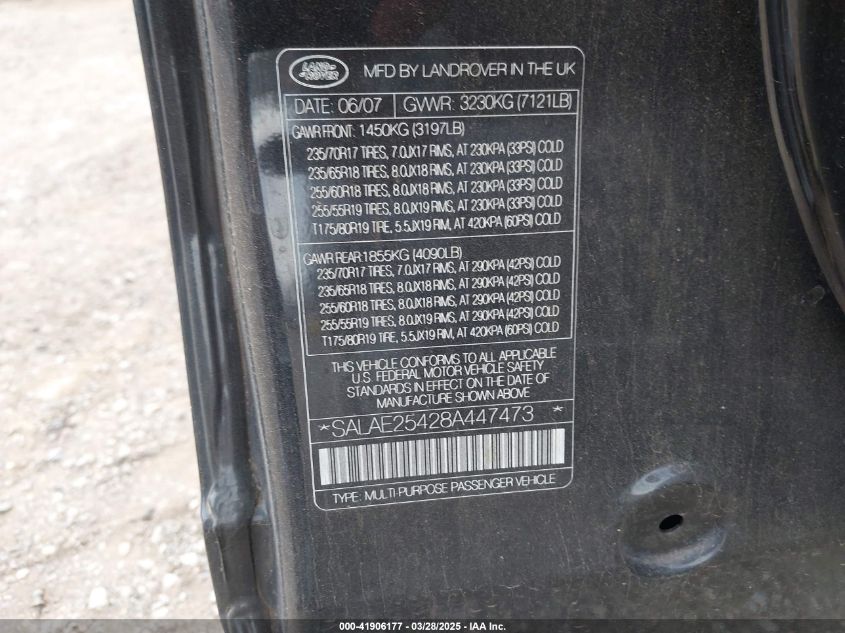 LAND-
ROVER
MFD BY LANDROVER IN THE UK
DATE: 06/07 GVWR: 3230KG (7121LB)
GAWR FRONT: 1450KG (3197LB)
235/70R17 TIRES, 7.0JX17 RIMS, AT 230KPA (33PSI) COLD
235/65R18 TIRES, 8.0JX18 RIMS, AT 230KPA (33PSI) COLD
255/60R18 TIRES, 8.0JX18 RIMS, AT 230KPA (33PSI) COLD
255/55R19 TIRES, 8.0JX19 RIMS, AT 230KPA (33PSI) COLD
T175/80R19 TIRE, 5.5JX19 RIM, AT 420KPA (60PSI) COLD
GAWR REAR: 1855KG (4090LB)
235/70R17 TIRES, 7.0JX17 RIMS, AT 290KPA (42PSI) COLD
235/65R18 TIRES, 8.0JX18 RIMS, AT 290KPA (42PSI) COLD
255/60R18 TIRES, 8.0JX18 RIMS, AT 290KPA (42PSI) COLD
255/55R19 TIRES, 8.0JX19 RIMS, AT 290KPA (42PSI) COLD
T175/80R19 TIRE, 5.5JX19 RIM, AT 420KPA (60PSI) COLD
THIS VEHICLE CONFORMS TO ALL APPLICABLE
U.S. FEDERAL MOTOR VEHICLE SAFETY
STANDARDS IN EFFECT ON THE DATE OF
MANUFACTURE SHOWN ABOVE
*SALAE25428A447473 *
TYPE: MULTI-PURPOSE PASSENGER VEHICLE
000-41906177 - 03/28/2025 - IAA, Inc.